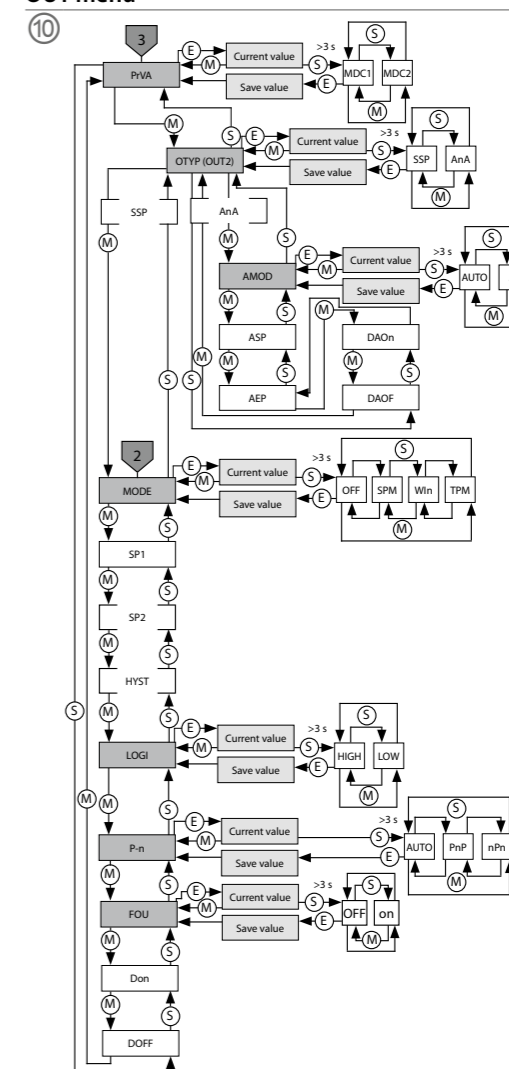 OUT menu
10
3
PrVA
E
M
Current value
Save value
>3 s
S
E
MDC1
MDC2
S
M
M
S
OTYP (OUT2)
E
M
Current value
Save value
>3 s
S
E
SSP
AnA
S
M
SSP
AnA
M
M
S
AMOD
E
M
Current value
Save value
>3 s
S
E
AUTO
S
M
M
S
ASP
M
DAOn
M
S
M
S
M
S
S
AEP
DAOF
2
MODE
E
M
Current value
Save value
>3 s
S
E
OFF
SPM
WIn
TPM
S
M
M
S
SP1
M
S
SP2
M
S
HYST
M
S
S
LOGI
E
M
Current value
Save value
>3 s
S
E
HIGH
LOW
S
M
M
M
S
P-n
E
M
Current value
Save value
>3 s
S
E
AUTO
PnP
nPn
S
M
M
S
FOU
E
M
Current value
Save value
>3 s
S
E
OFF
on
S
M
M
S
Don
M
S
DOFF